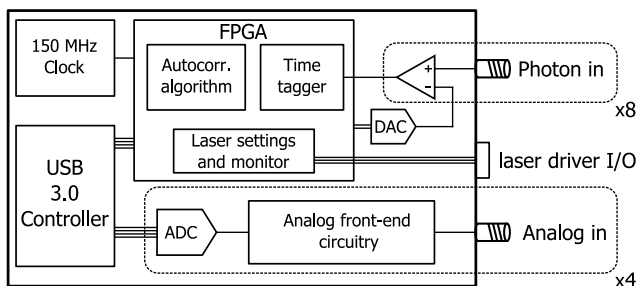 150 MHz
Clock
FPGA
Autocorr.
algorithm
Time
tagger
+
−
Photon in
x8
DAC
Laser settings
and monitor
laser driver I/O
USB
3.0
Controller
ADC
Analog front-end
circuitry
Analog in
x4